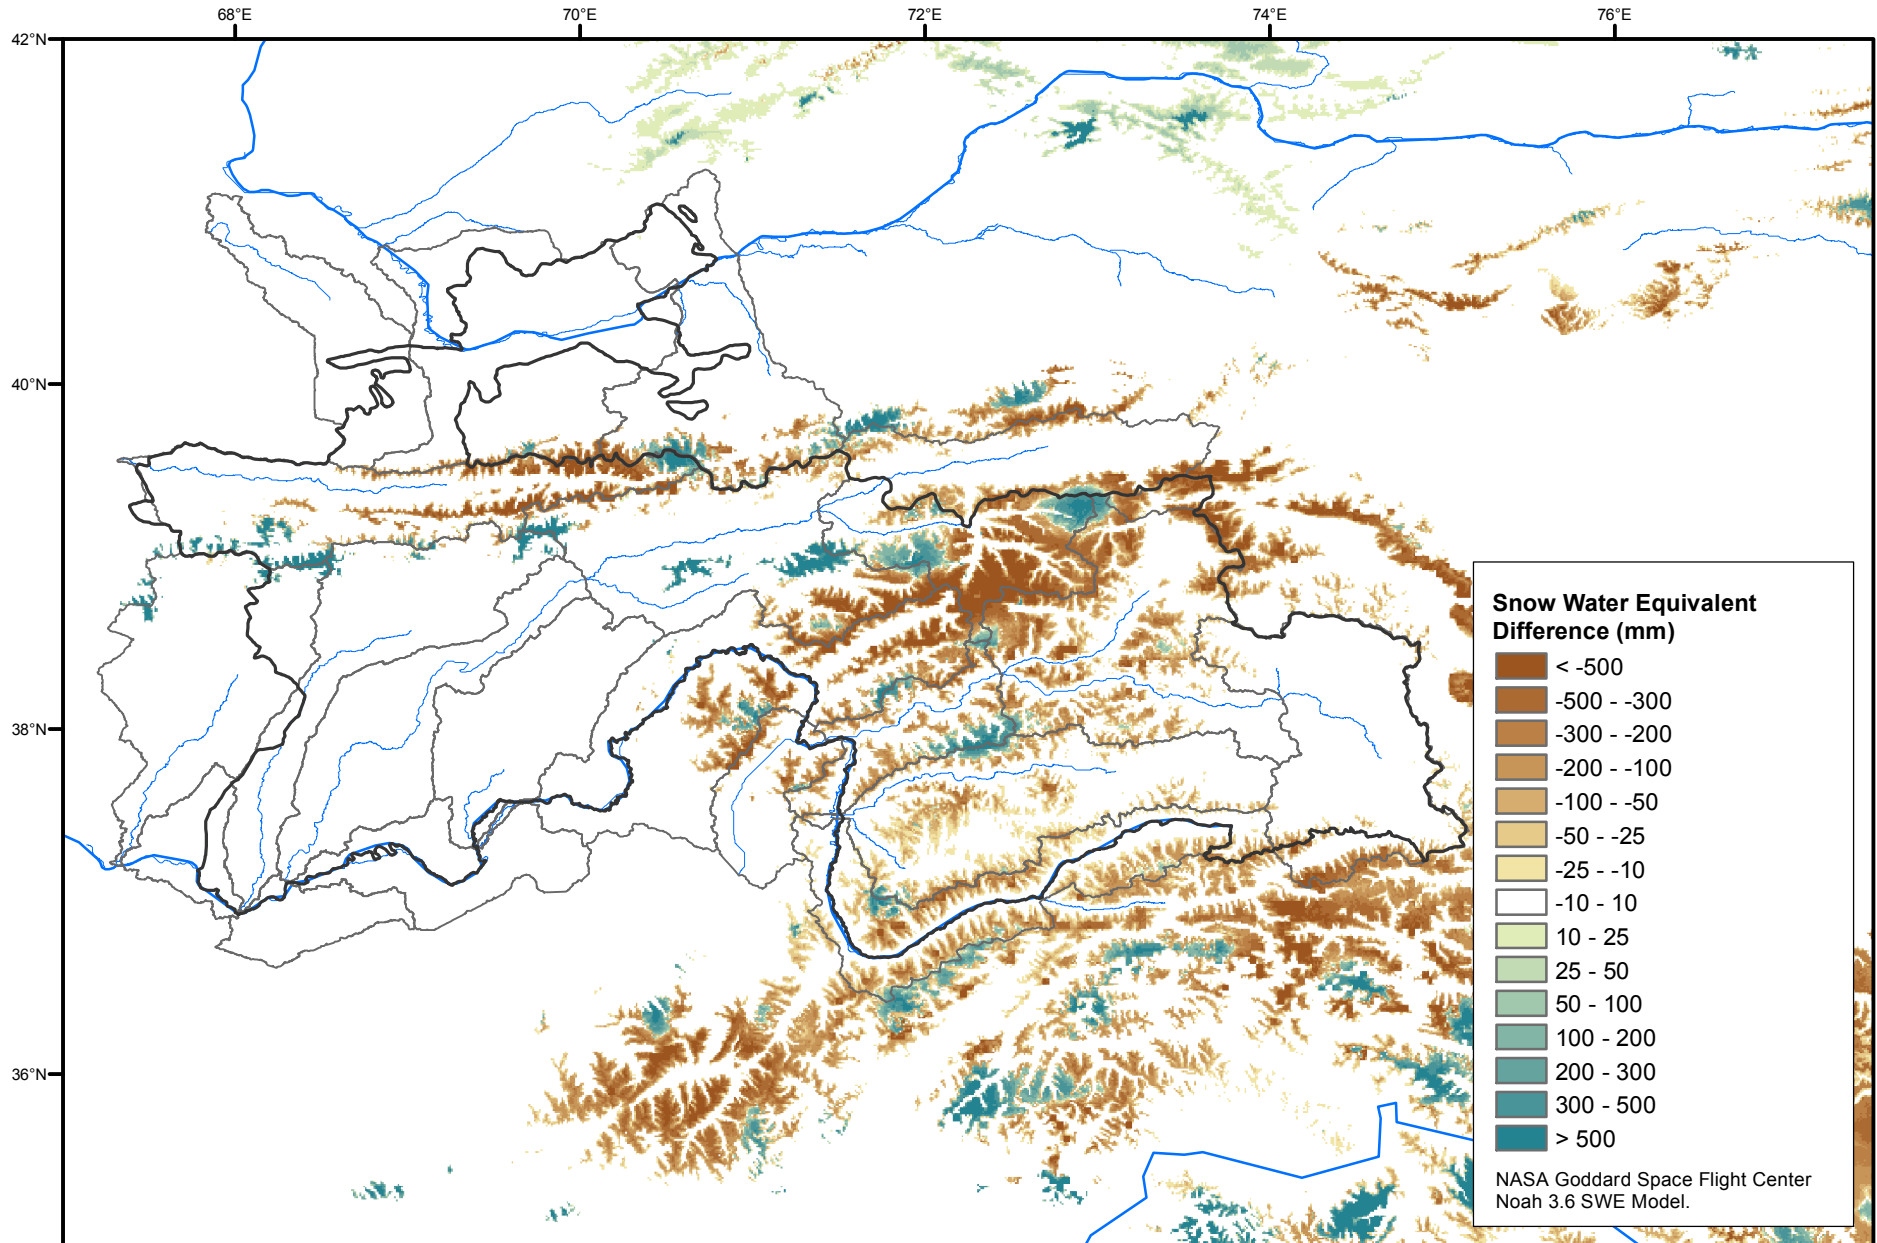 68°E
70°E
72°E
74°E
76°E
42°N
40°N
38°N
36°N
Snow Water Equivalent
Difference (mm)
< -500
-500 - -300
-300 - -200
-200 - -100
-100 - -50
-50 - -25
-25 - -10
-10 - 10
10 - 25
25 - 50
50 - 100
100 - 200
200 - 300
300 - 500
> 500
NASA Goddard Space Flight Center
Noah 3.6 SWE Model.